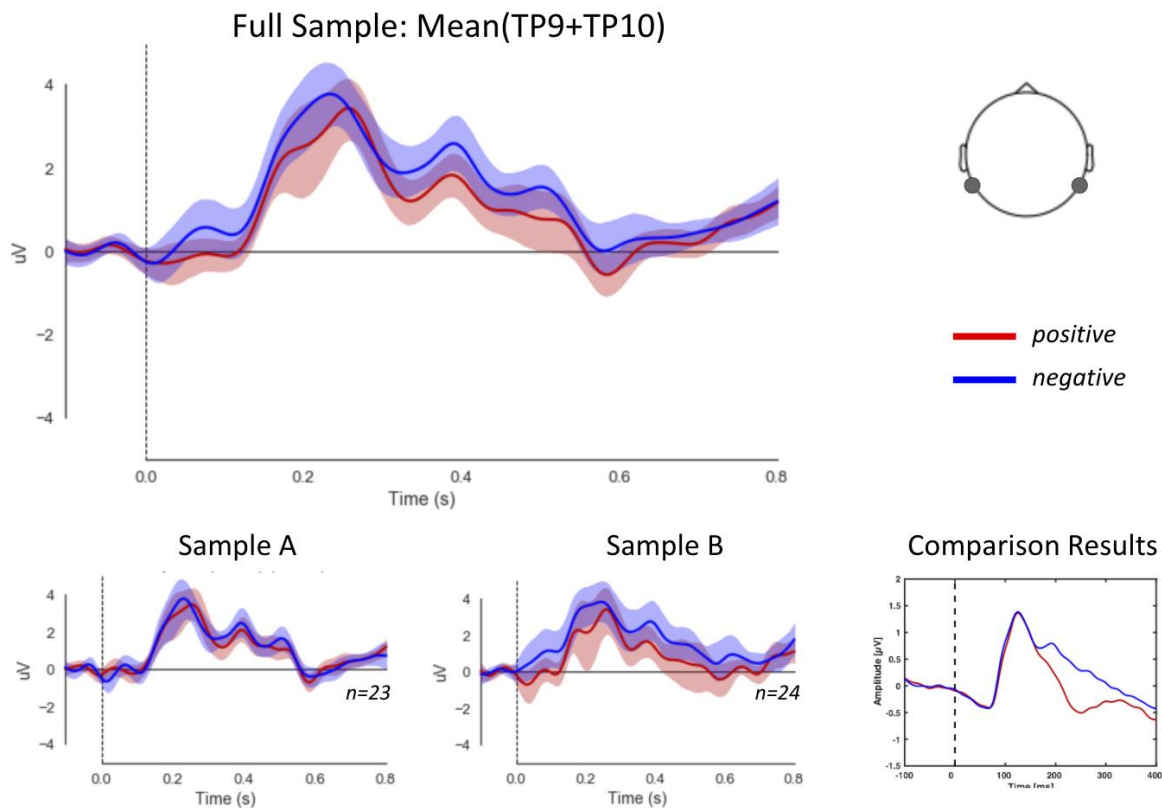 Full Sample: Mean(TP9+TP10)
4
2
0
−2
−4
uV
0.0
0.2
0.4
0.6
0.8
Time (s)
positive
negative
Sample A
4
2
0
−2
−4
uV
n=23
0.0
0.2
0.4
0.6
0.8
Time (s)
Sample B
4
2
0
−2
−4
uV
n=24
0.0
0.2
0.4
0.6
0.8
Time (s)
Comparison Results
2
1.5
1
0.5
0
-0.5
-1
-1.5
Amplitude [µV]
-100
0
100
200
300
400
Time [ms]